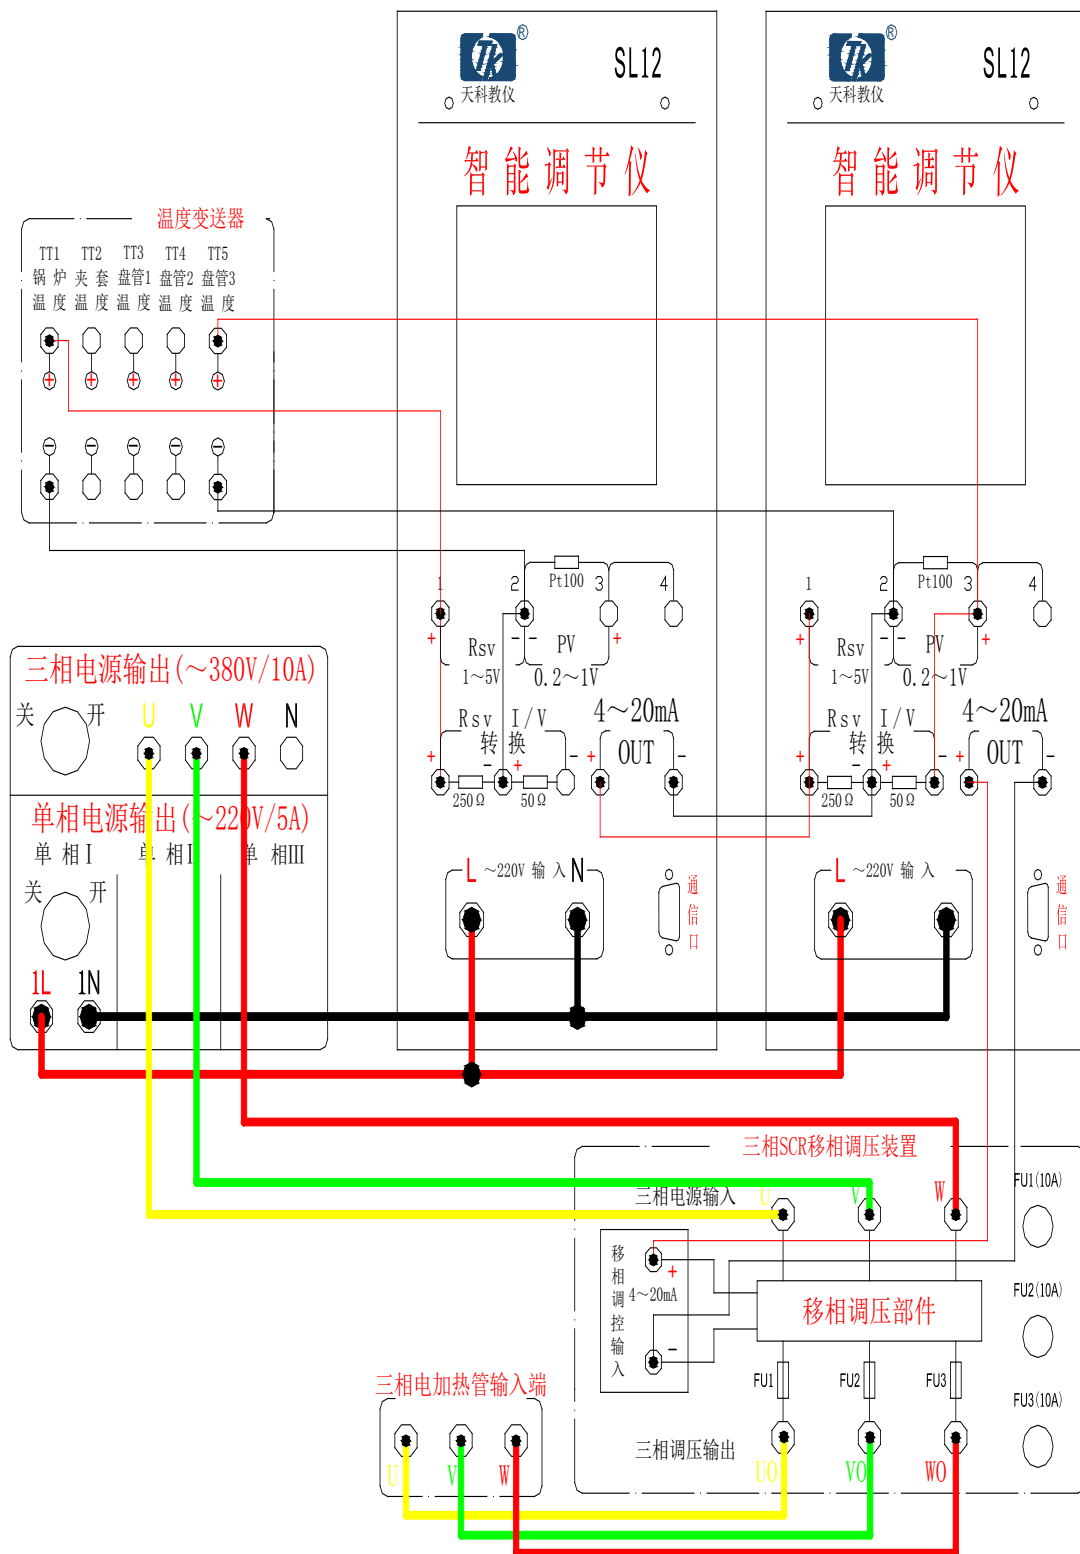 TK®
天科教仪
SL12
智能调节仪
TK®
天科教仪
SL12
智能调节仪
温度变送器
TT1 TT2 TT3 TT4 TT5
锅炉 夹套 盘管1 盘管2 盘管3
温度 温度 温度 温度 温度
+ + + + +
- - - - -
1 2 Pt100 3 4
+ Rsv - - PV +
1～5V 0.2～1V
Rsv I/V 4～20mA
转换 OUT
+ - + - + -
250Ω 50Ω
L ～220V 输入 N
通信口
1 2 Pt100 3 4
+ Rsv - - PV +
1～5V 0.2～1V
Rsv I/V 4～20mA
转换 OUT
+ - + - + -
250Ω 50Ω
L ～220V 输入
通信口
三相电源输出(～380V/10A)
关 开 U V W N
单相电源输出(～220V/5A)
单相I 单相I 单相III
关 开
1L 1N
三相SCR移相调压装置
三相电源输入 U V W
FU1(10A)
移相调控输入
+
4～20mA
-
移相调压部件
FU2(10A)
FU1 FU2 FU3
FU3(10A)
三相调压输出
UO VO WO
三相电加热管输入端
U V W